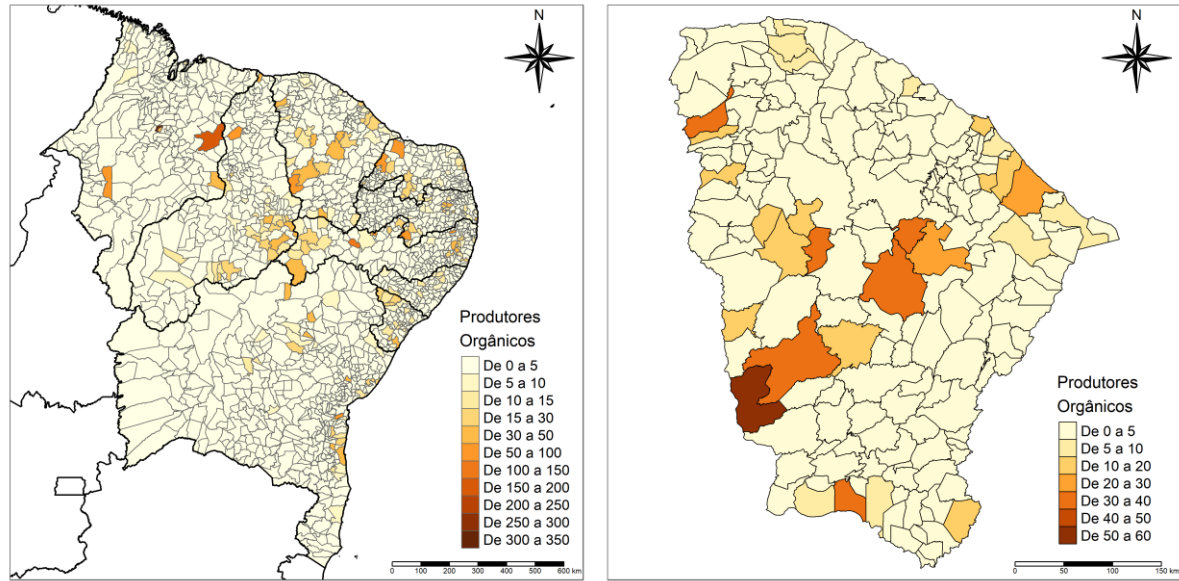 N
Produtores
Orgânicos
De 0 a 5
De 5 a 10
De 10 a 15
De 15 a 30
De 30 a 50
De 50 a 100
De 100 a 150
De 150 a 200
De 200 a 250
De 250 a 300
De 300 a 350
0 100 200 300 400 500 600 km
N
Produtores
Orgânicos
De 0 a 5
De 5 a 10
De 10 a 20
De 20 a 30
De 30 a 40
De 40 a 50
De 50 a 60
0 50 100 150 km